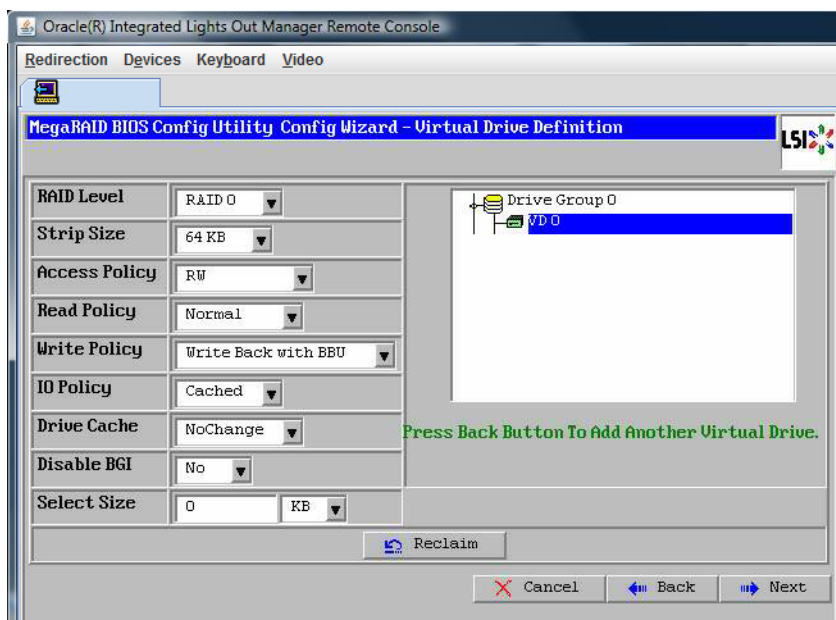 Oracle(R) Integrated Lights Out Manager Remote Console
Redirection Devices Keyboard Video
MegaRAID BIOS Config Utility Config Wizard - Virtual Drive Definition
LSI
RAID Level RAID 0
Strip Size 64 KB
Access Policy RW
Read Policy Normal
Write Policy Write Back with BBU
IO Policy Cached
Drive Cache NoChange
Disable BGI No
Select Size 0 KB
Drive Group 0
VD 0
Press Back Button To Add Another Virtual Drive.
Reclaim
Cancel Back Next